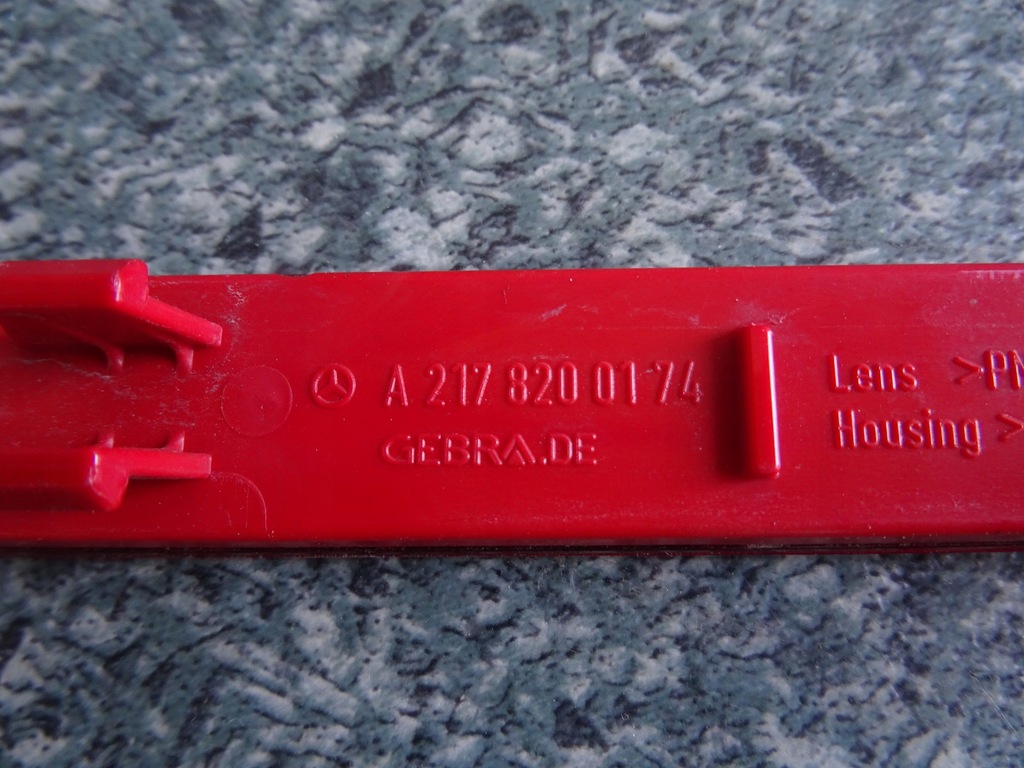 A 217 820 01 74
GEBRA.DE
Lens >
Housing >